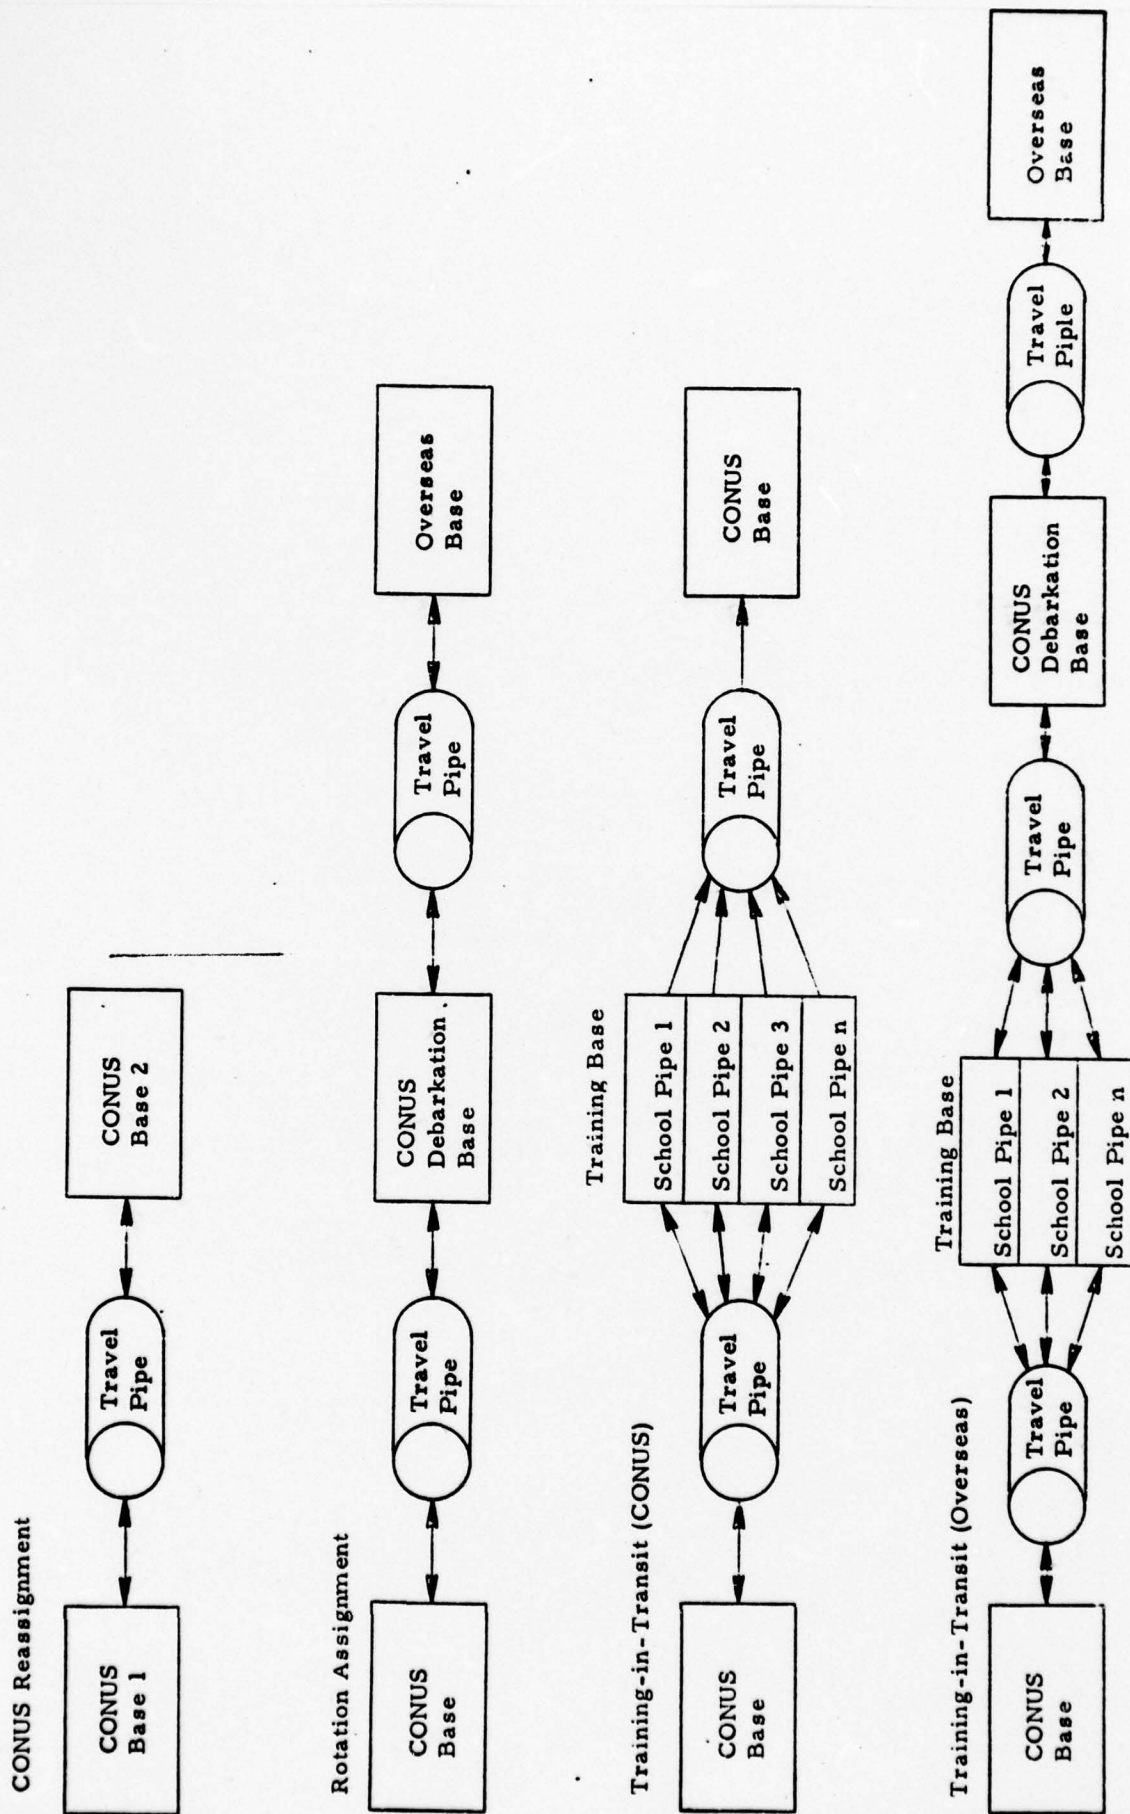 CONUS Reassignment
CONUS
Base 1
Travel
Pipe
CONUS
Base 2
Rotation Assignment
CONUS
Base
Travel
Pipe
CONUS
Debarkation
Base
Travel
Pipe
Overseas
Base
Training-in-Transit (CONUS)
CONUS
Base
Travel
Pipe
Training Base
School Pipe 1
School Pipe 2
School Pipe 3
School Pipe n
Travel
Pipe
CONUS
Base
Training-in-Transit (Overseas)
CONUS
Base
Travel
Pipe
Training Base
School Pipe 1
School Pipe 2
School Pipe n
Travel
Pipe
CONUS
Debarkation
Base
Travel
Piple
Overseas
Base